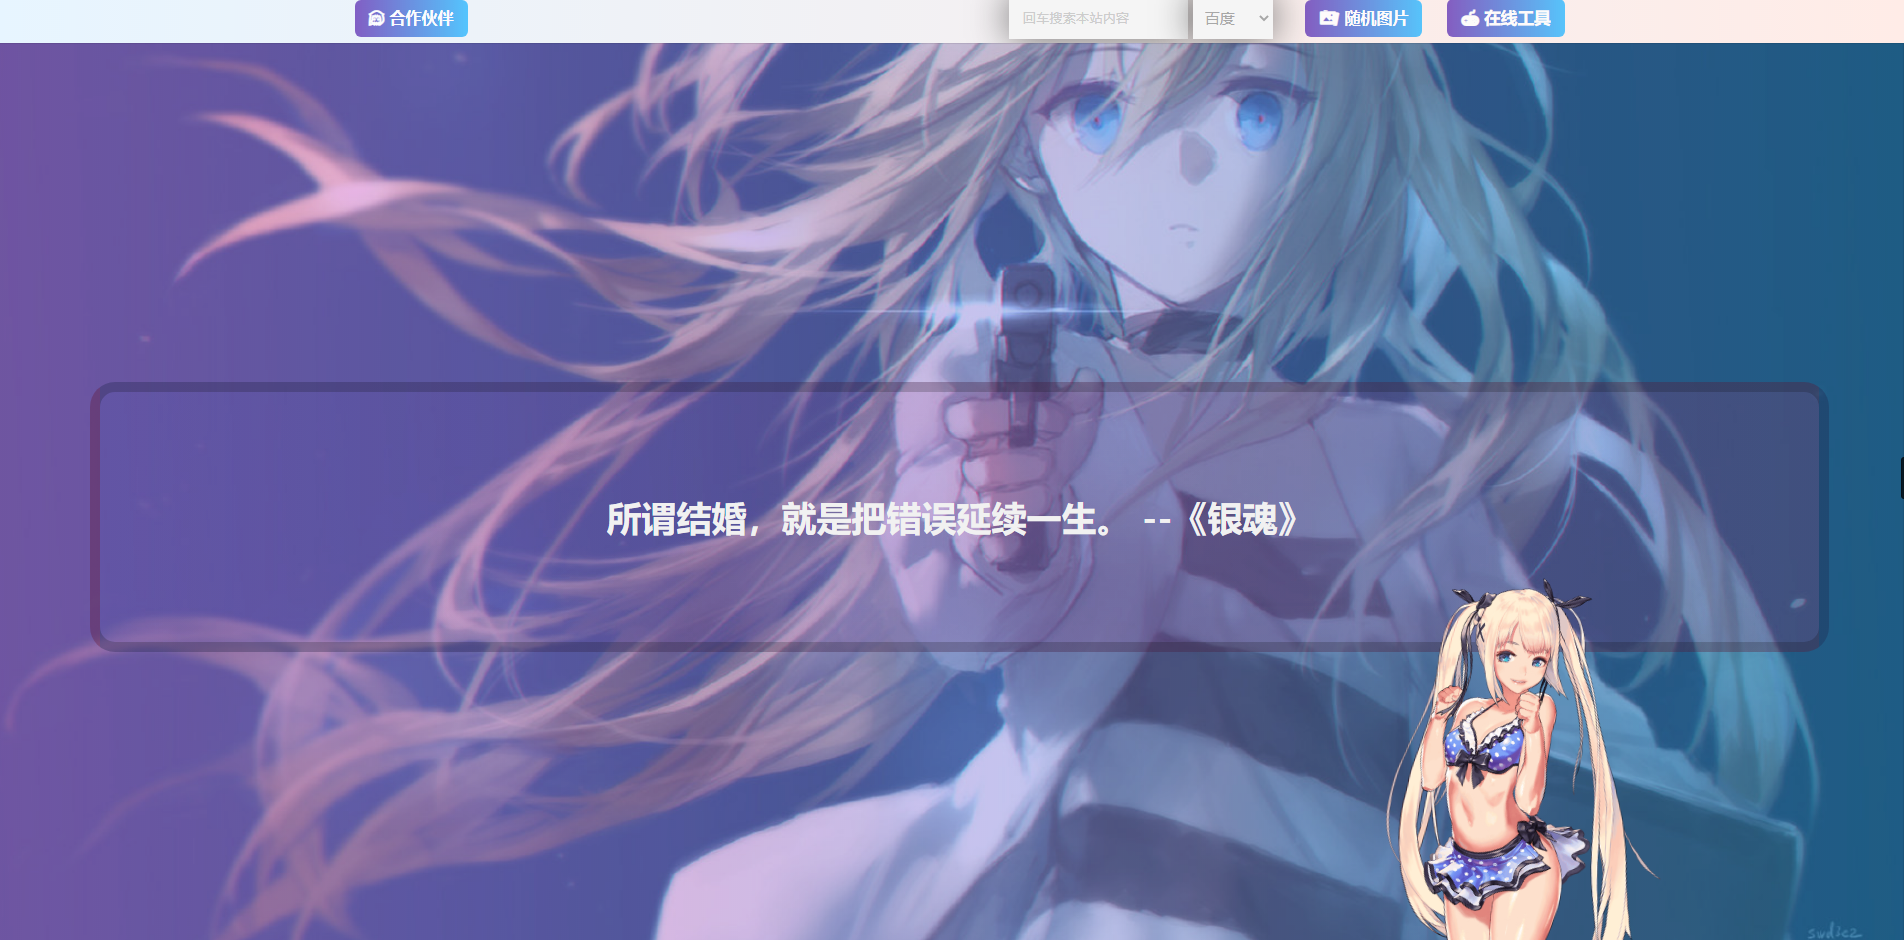 合作伙伴
回车搜索本站内容
百度
随机图片
在线工具
所谓结婚，就是把错误延续一生。 --《银魂》
swd3e2